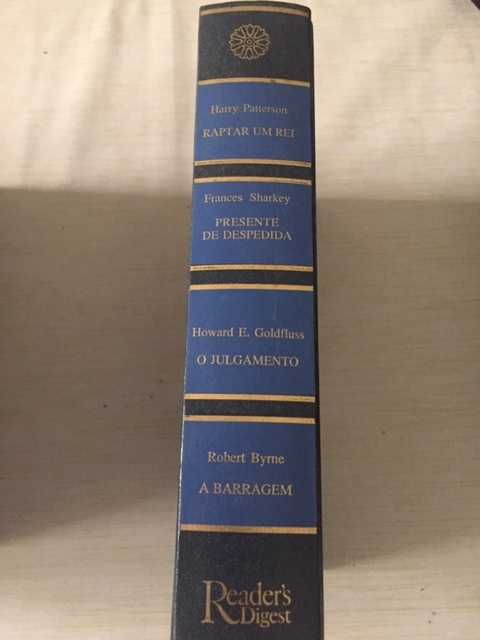 Harry Patterson
RAPTAR UM REI
Frances Sharkey
PRESENTE
DE DESPEDIDA
Howard E. Goldfluss
O JULGAMENTO
Robert Byrne
A BARRAGEM
Reader's
Digest